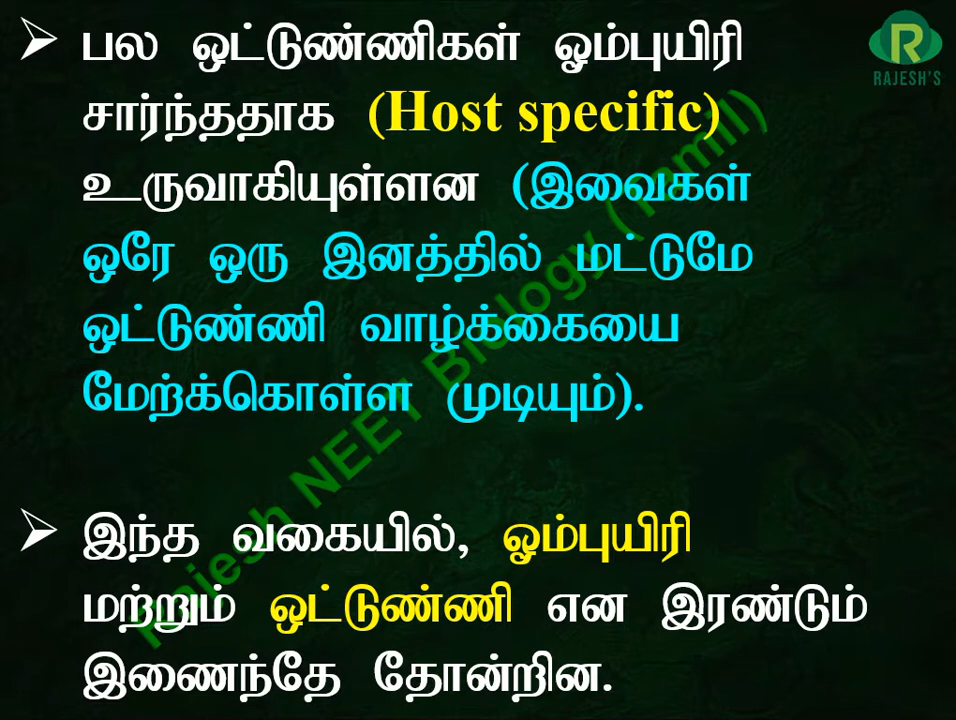 ➢ பல ஒட்டுண்ணிகள் ஓம்புயிரி
சார்ந்ததாக (Host specific)
உருவாகியுள்ளன (இவைகள்
ஒரே ஒரு இனத்தில் மட்டுமே
ஒட்டுண்ணி வாழ்க்கையை
மேற்க்கொள்ள முடியும்).
➢ இந்த வகையில், ஓம்புயிரி
மற்றும் ஒட்டுண்ணி என இரண்டும்
இணைந்தே தோன்றின.
R
RAJESH'S
Rajesh NEET Biology (Tamil)